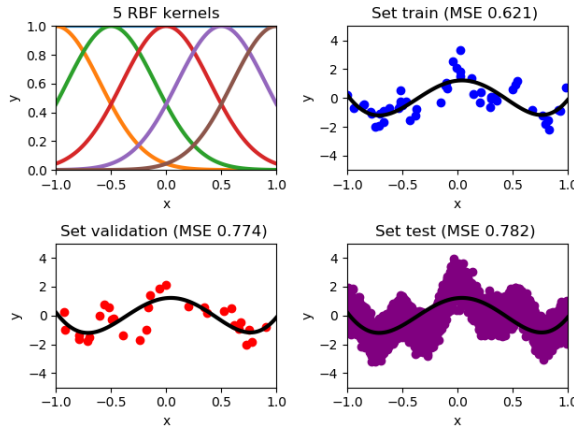 5 RBF kernels
1.0
0.8
0.6
0.4
0.2
0.0
y
-1.0 -0.5 0.0 0.5 1.0
x
Set train (MSE 0.621)
4
2
0
−2
−4
y
−1.0 −0.5 0.0 0.5 1.0
x
Set validation (MSE 0.774)
4
2
0
−2
−4
y
−1.0 −0.5 0.0 0.5 1.0
x
Set test (MSE 0.782)
4
2
0
−2
−4
y
−1.0 −0.5 0.0 0.5 1.0
x